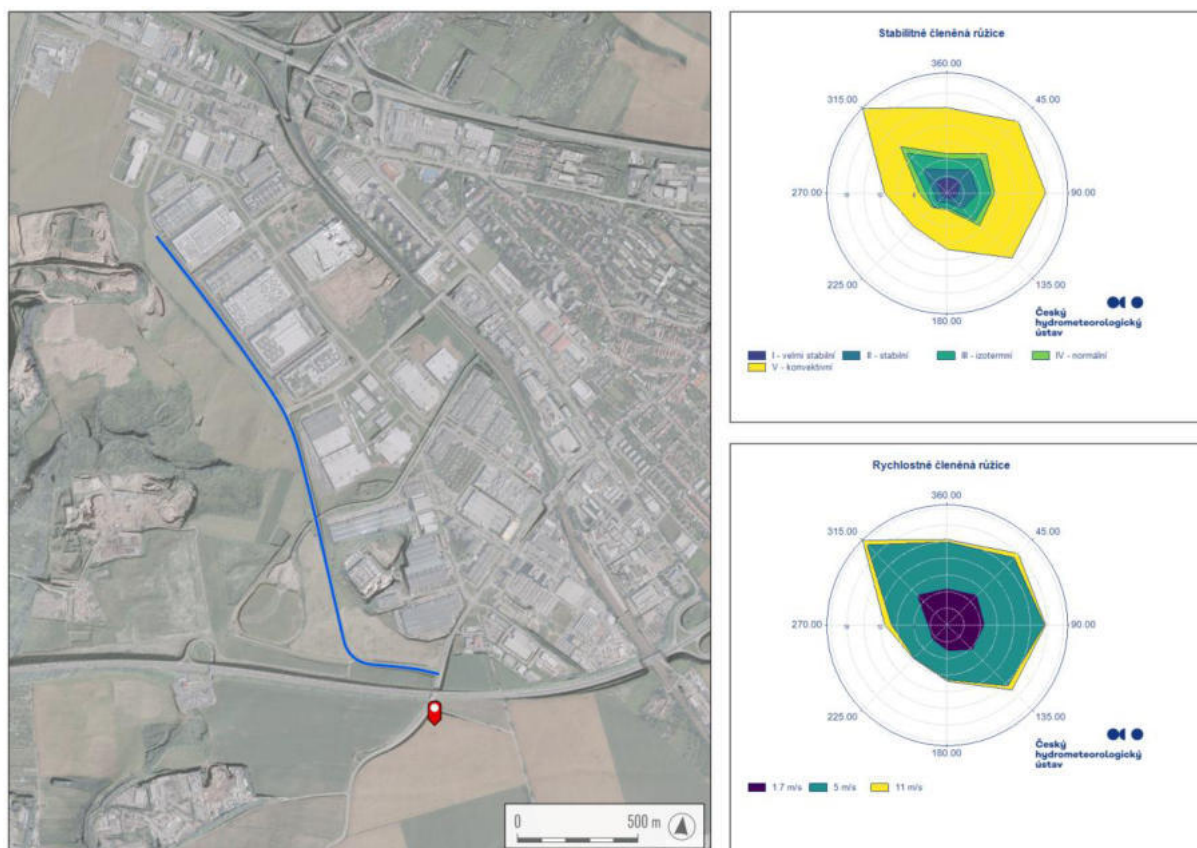 0 500 m
Stabilitně členěná růžice
360.00
315.00 45.00
270.00 90.00
225.00 135.00
180.00
Český
hydrometeorologický
ústav
I - velmi stabilní II - stabilní III - izotermní IV - normální
V - konvektivní
Rychlostně členěná růžice
360.00
315.00 45.00
270.00 90.00
225.00 135.00
180.00
Český
hydrometeorologický
ústav
1.7 m/s 5 m/s 11 m/s